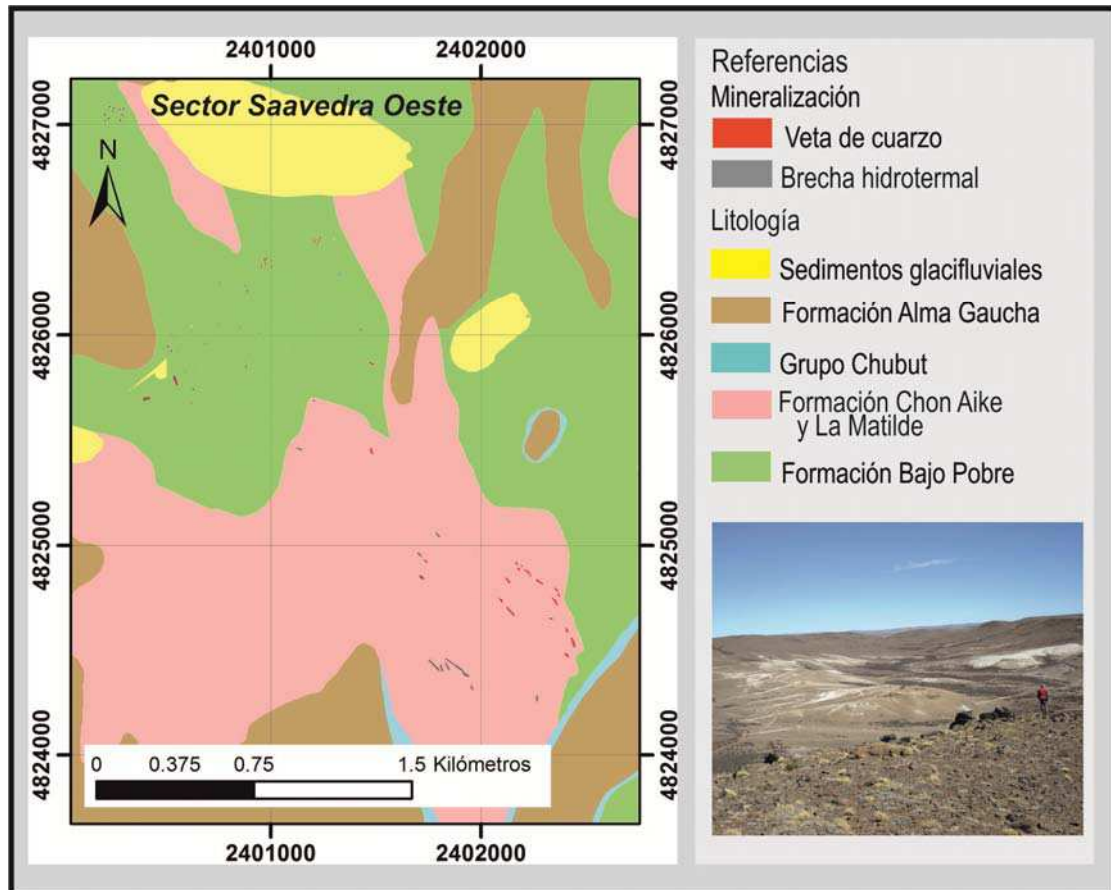 2401000 2402000
Sector Saavedra Oeste
N
4827000 4827000
4826000 4826000
4825000 4825000
4824000 4824000
0 0.375 0.75 1.5 Kilómetros
2401000 2402000
Referencias
Mineralización
Veta de cuarzo
Brecha hidrotermal
Litología
Sedimentos glacifluviales
Formación Alma Gaucha
Grupo Chubut
Formación Chon Aike
y La Matilde
Formación Bajo Pobre